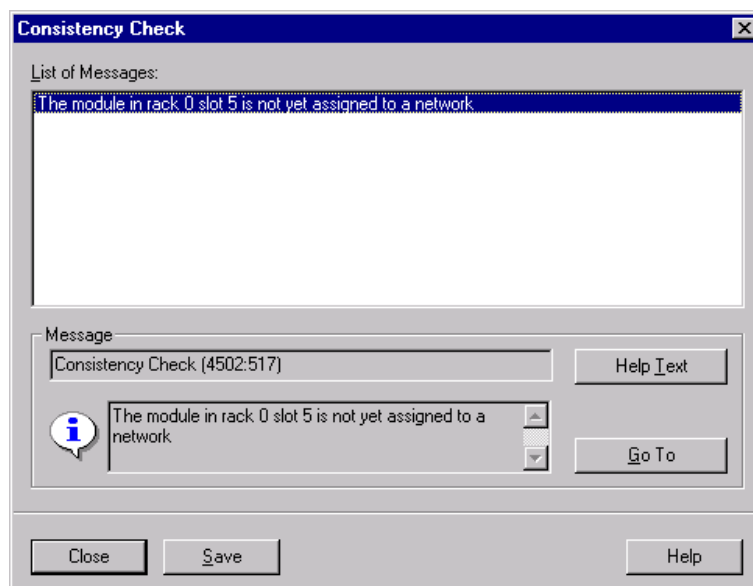 Consistency Check
List of Messages:
The module in rack 0 slot 5 is not yet assigned to a network
Message
Consistency Check (4502:517)
Help Text
The module in rack 0 slot 5 is not yet assigned to a
network
Go To
Close
Save
Help